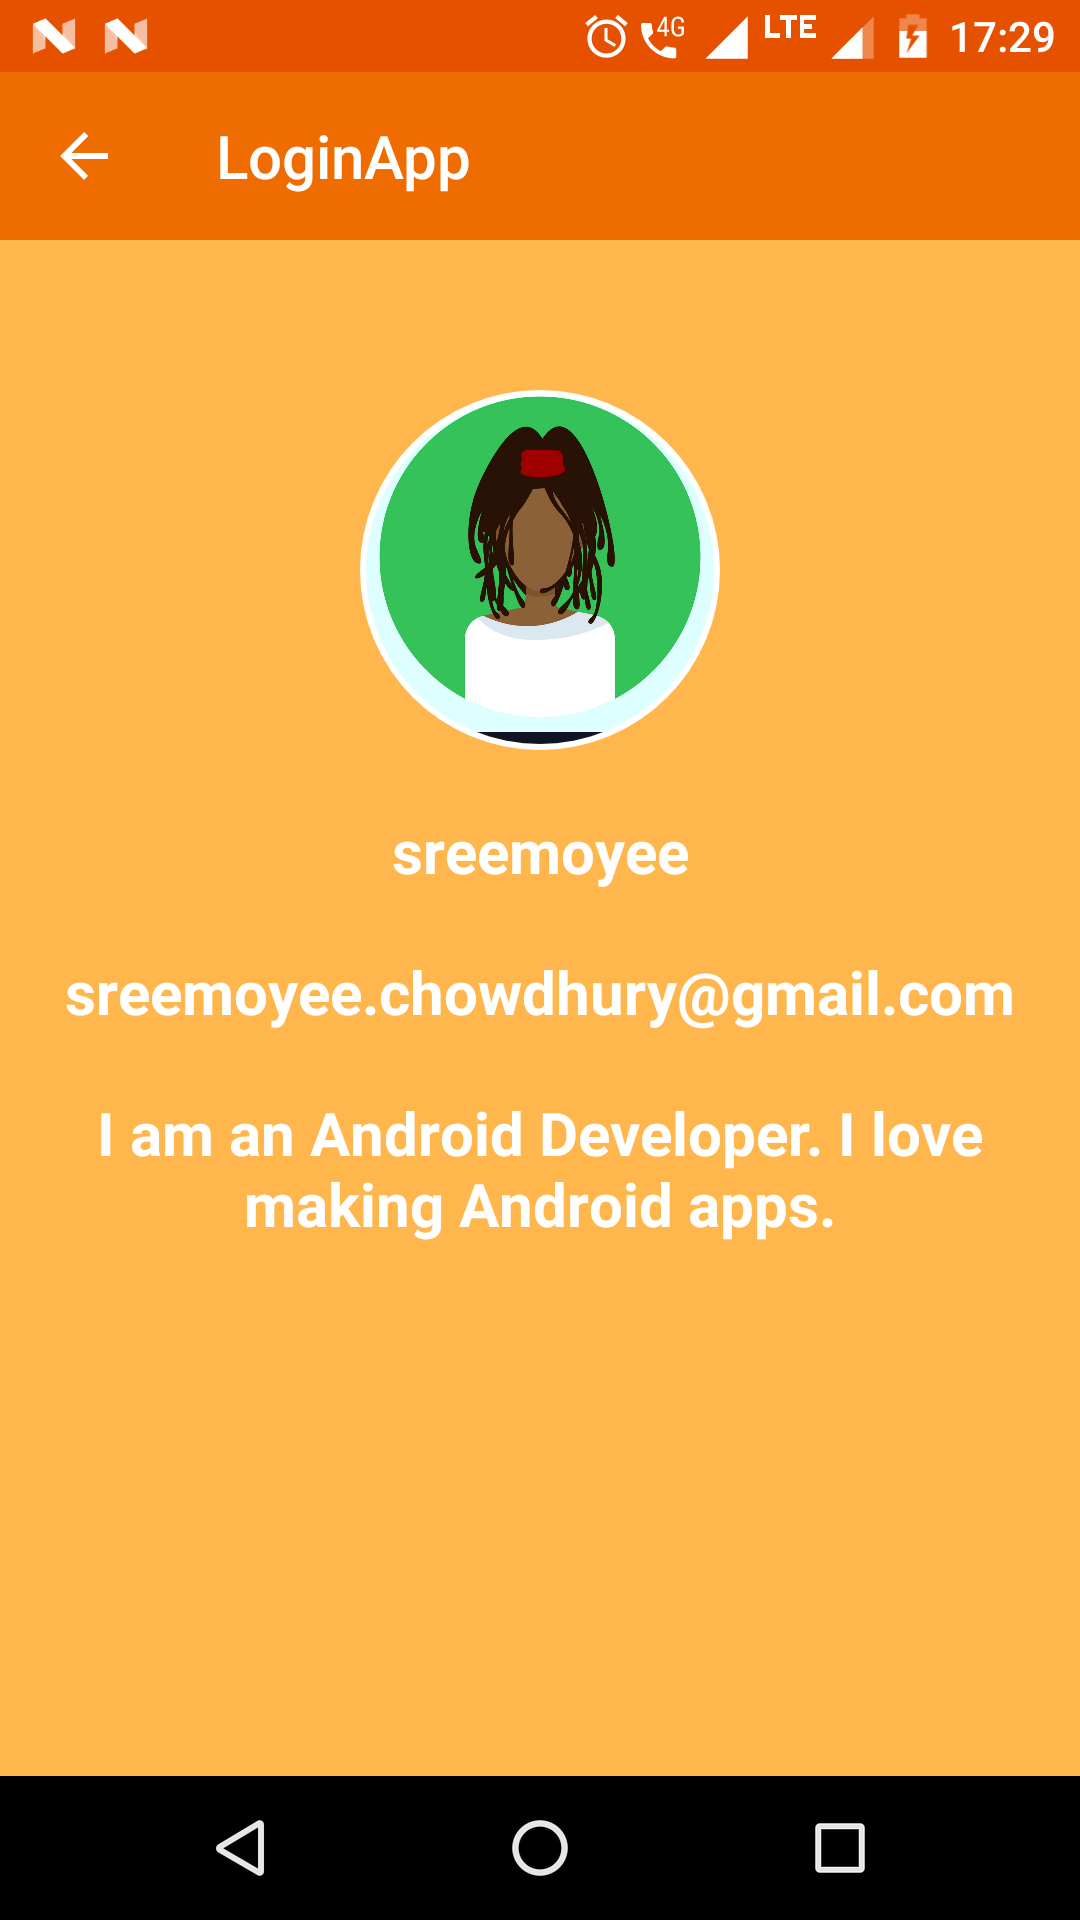 4G LTE 17:29
LoginApp
sreemoyee
sreemoyee.chowdhury@gmail.com
I am an Android Developer. I love
making Android apps.